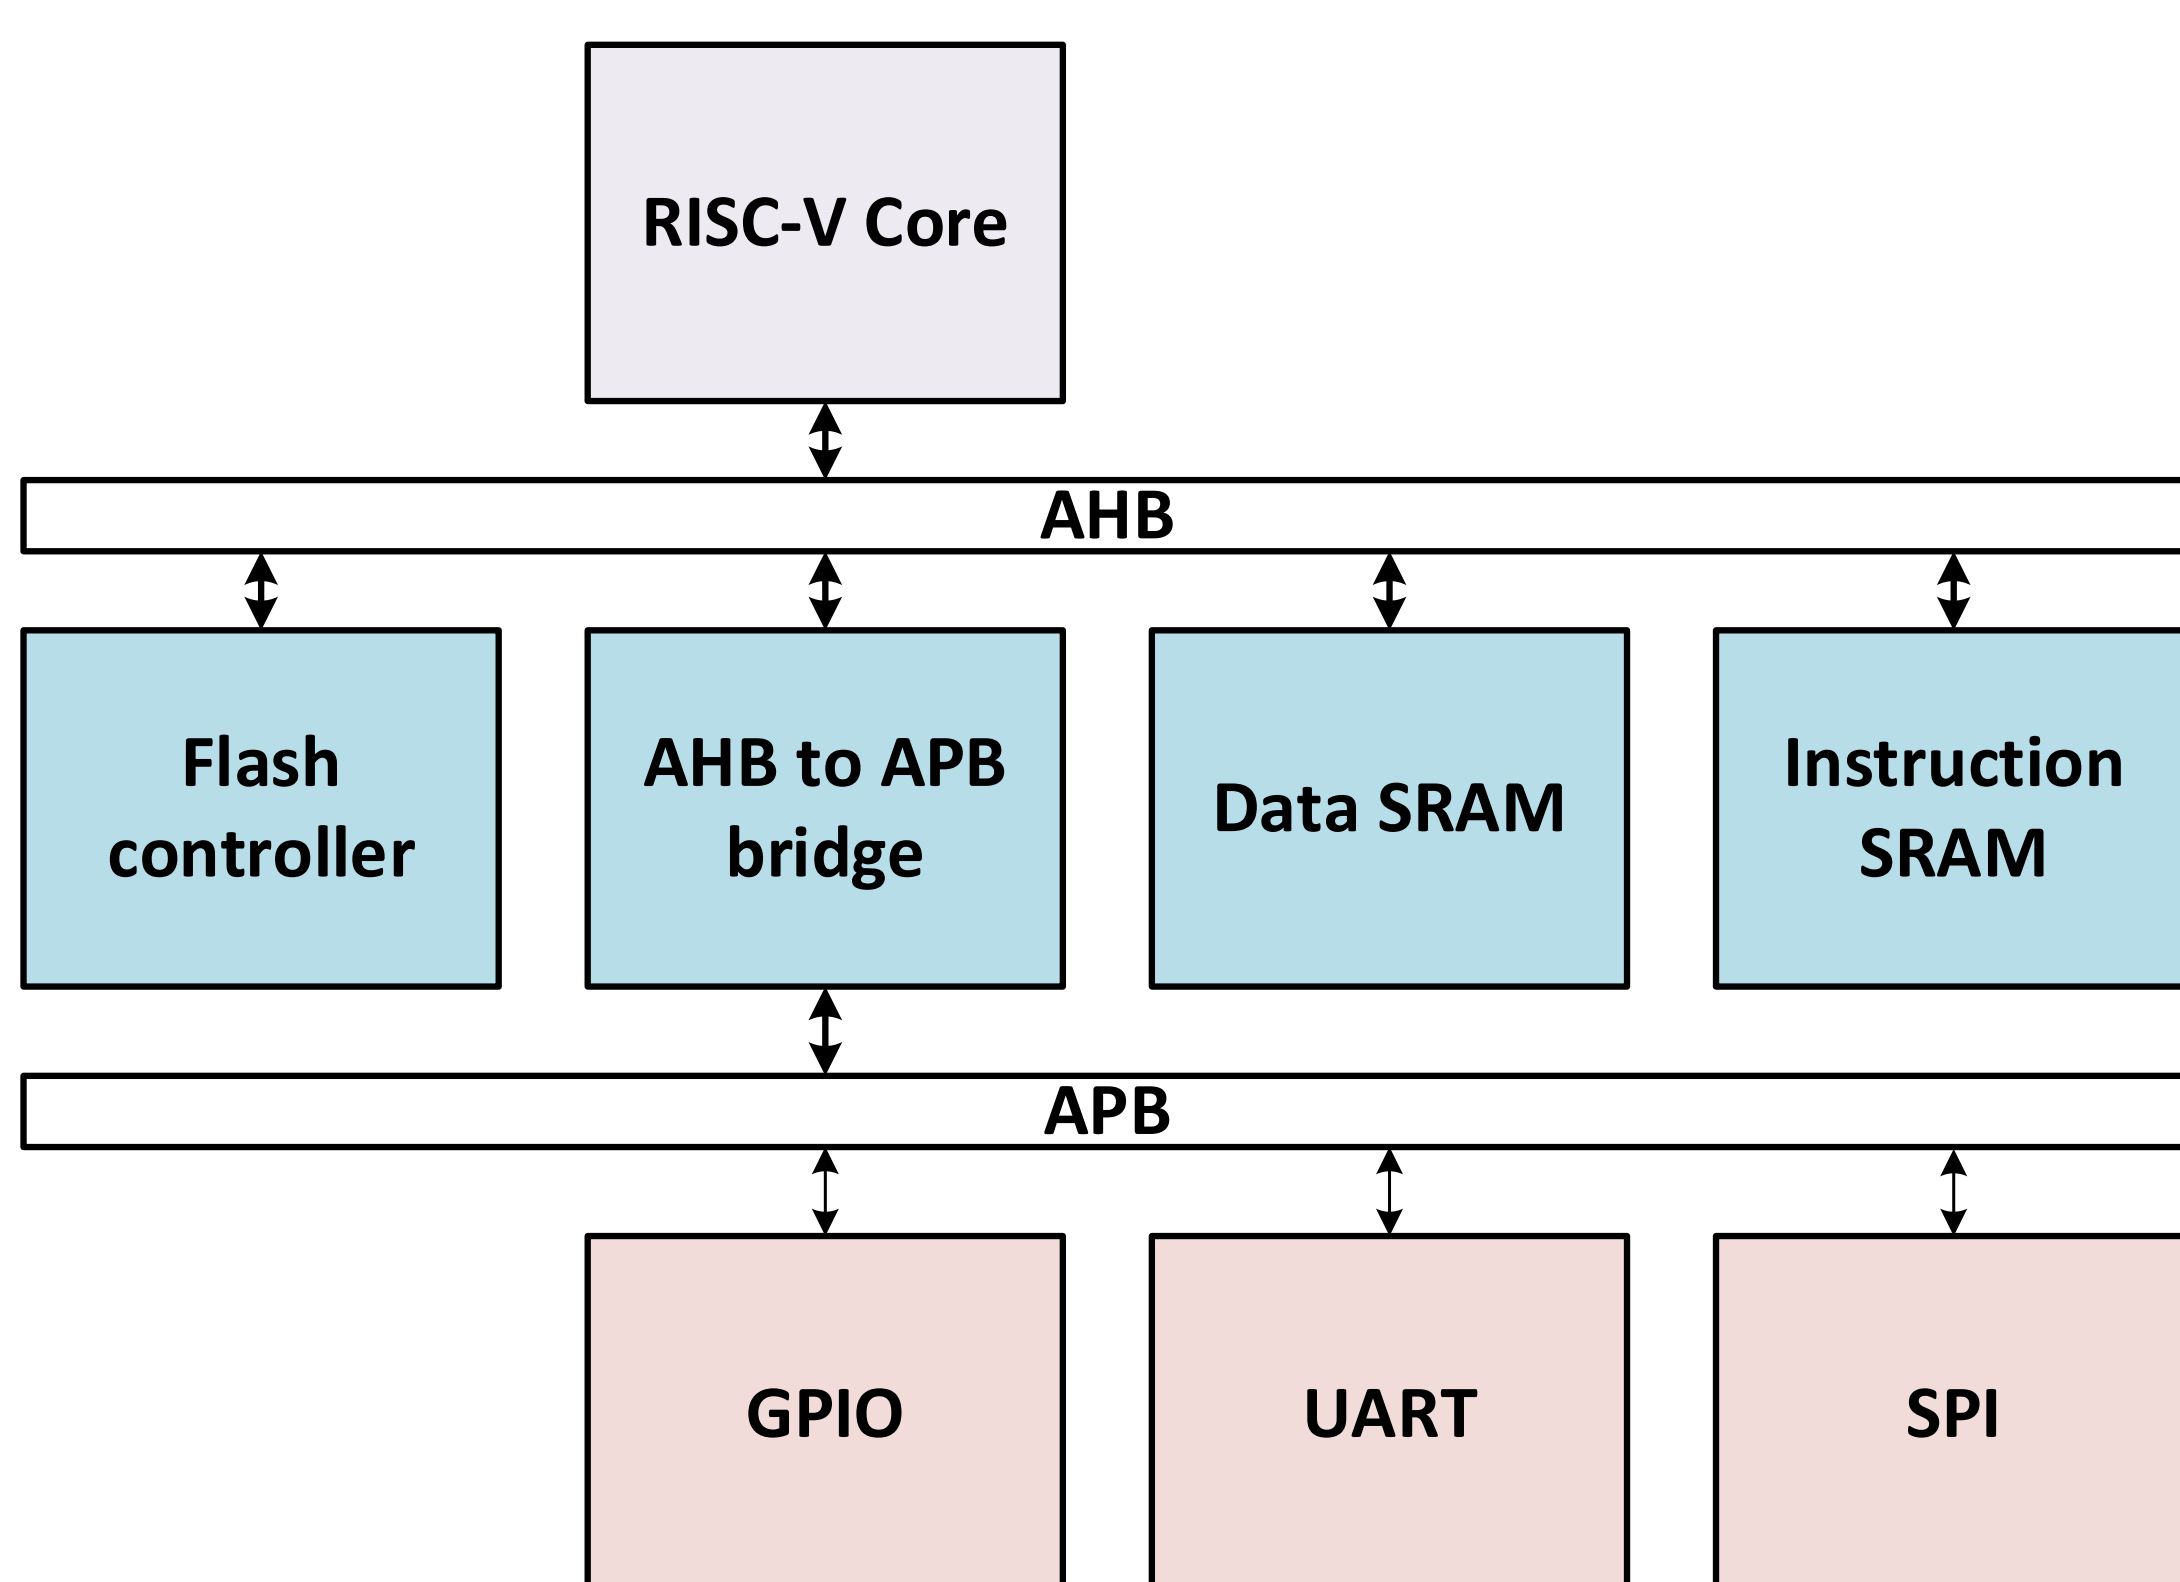 RISC-V Core
AHB
Flash
controller
AHB to APB
bridge
Data SRAM
Instruction
SRAM
APB
GPIO
UART
SPI